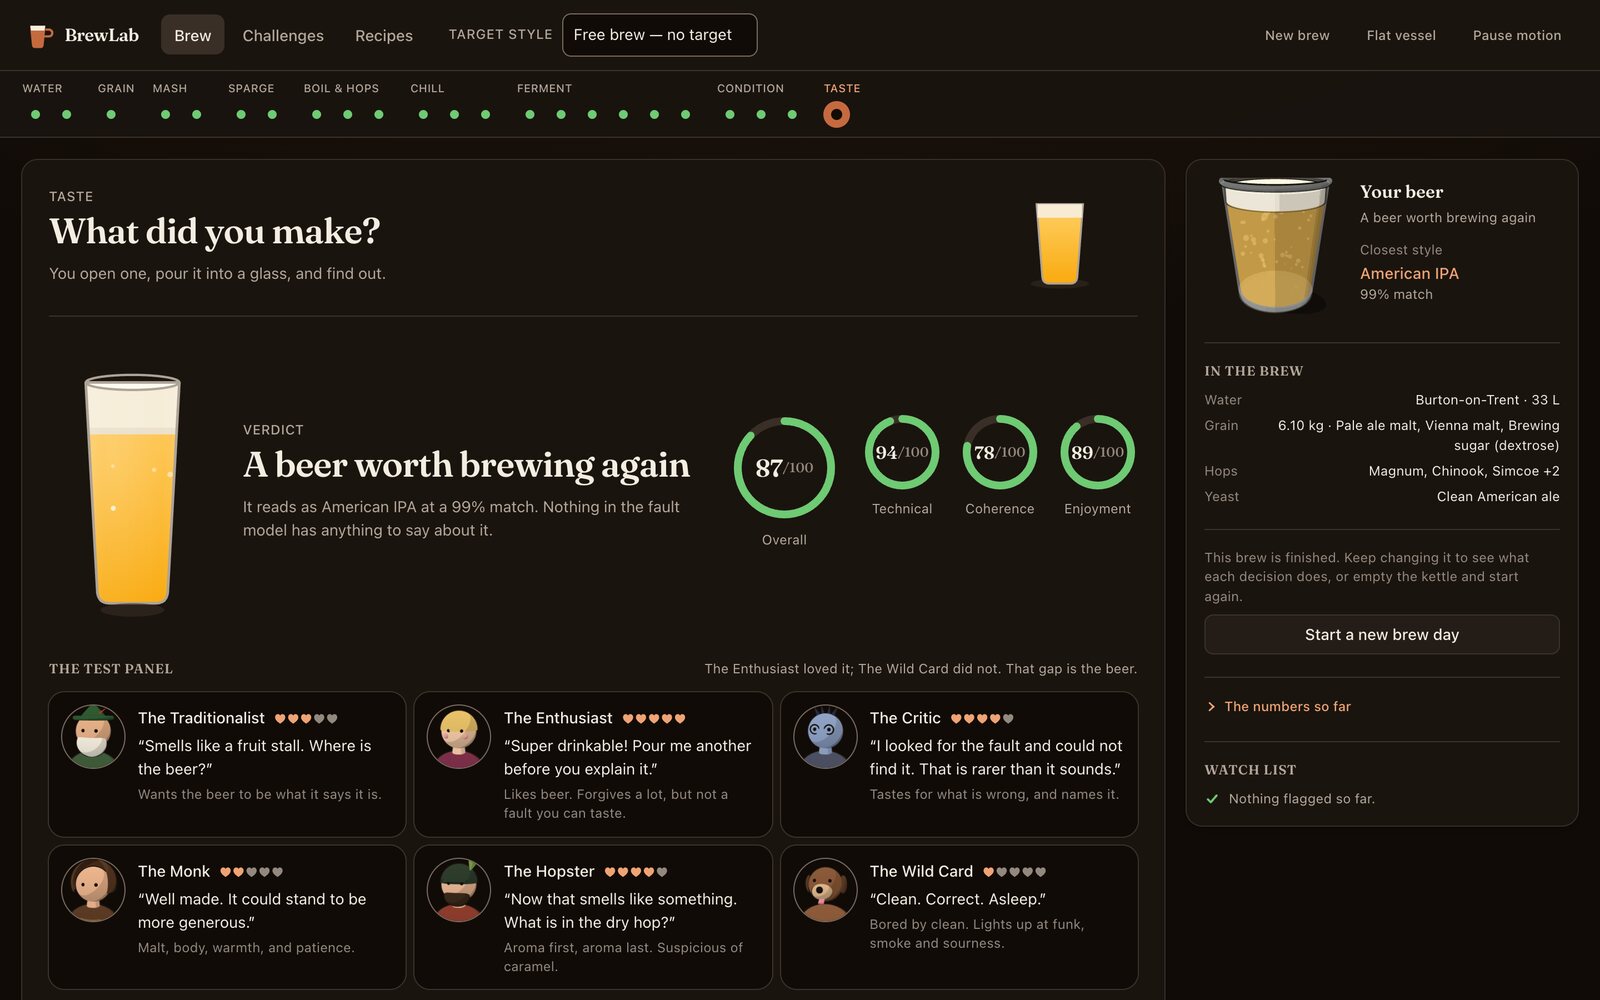 BrewLab
Brew
Challenges
Recipes
TARGET STYLE
Free brew — no target
New brew
Flat vessel
Pause motion
WATER
GRAIN
MASH
SPARGE
BOIL & HOPS
CHILL
FERMENT
CONDITION
TASTE
TASTE
What did you make?
You open one, pour it into a glass, and find out.
VERDICT
A beer worth brewing again
It reads as American IPA at a 99% match. Nothing in the fault
model has anything to say about it.
87/100
Overall
94/100
Technical
78/100
Coherence
89/100
Enjoyment
THE TEST PANEL
The Enthusiast loved it; The Wild Card did not. That gap is the beer.
The Traditionalist
“Smells like a fruit stall. Where is
the beer?”
Wants the beer to be what it says it is.
The Enthusiast
“Super drinkable! Pour me another
before you explain it.”
Likes beer. Forgives a lot, but not a
fault you can taste.
The Critic
“I looked for the fault and could not
find it. That is rarer than it sounds.”
Tastes for what is wrong, and names it.
The Monk
“Well made. It could stand to be
more generous.”
Malt, body, warmth, and patience.
The Hopster
“Now that smells like something.
What is in the dry hop?”
Aroma first, aroma last. Suspicious of
caramel.
The Wild Card
“Clean. Correct. Asleep.”
Bored by clean. Lights up at funk,
smoke and sourness.
Your beer
A beer worth brewing again
Closest style
American IPA
99% match
IN THE BREW
Water
Burton-on-Trent · 33 L
Grain
6.10 kg · Pale ale malt, Vienna malt, Brewing
sugar (dextrose)
Hops
Magnum, Chinook, Simcoe +2
Yeast
Clean American ale
This brew is finished. Keep changing it to see what
each decision does, or empty the kettle and start
again.
Start a new brew day
The numbers so far
WATCH LIST
Nothing flagged so far.